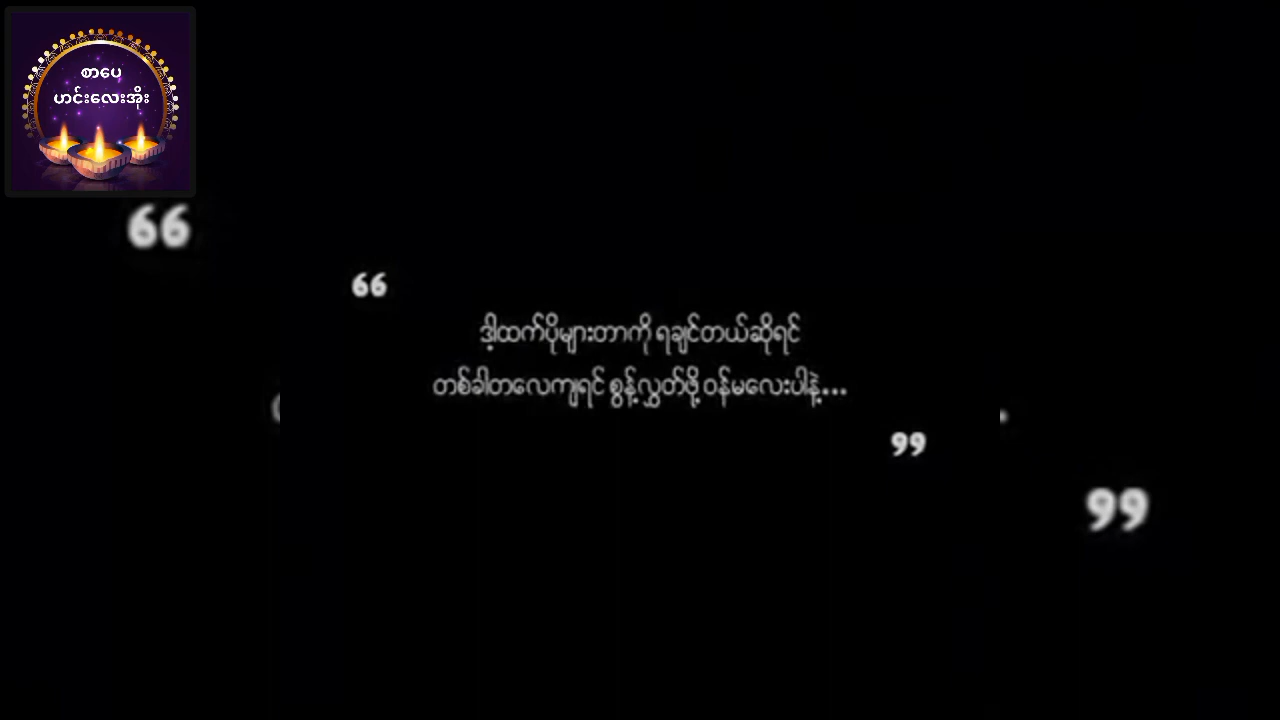 စာပေ
ဟင်းလေးအိုး
“
“
ဒါ့ထက်ပိုများတာကို ရချင်တယ်ဆိုရင်
တစ်ခါတလေကျရင် စွန့်လွှတ်ဖို့ ဝန်မလေးပါနဲ့...
”
”